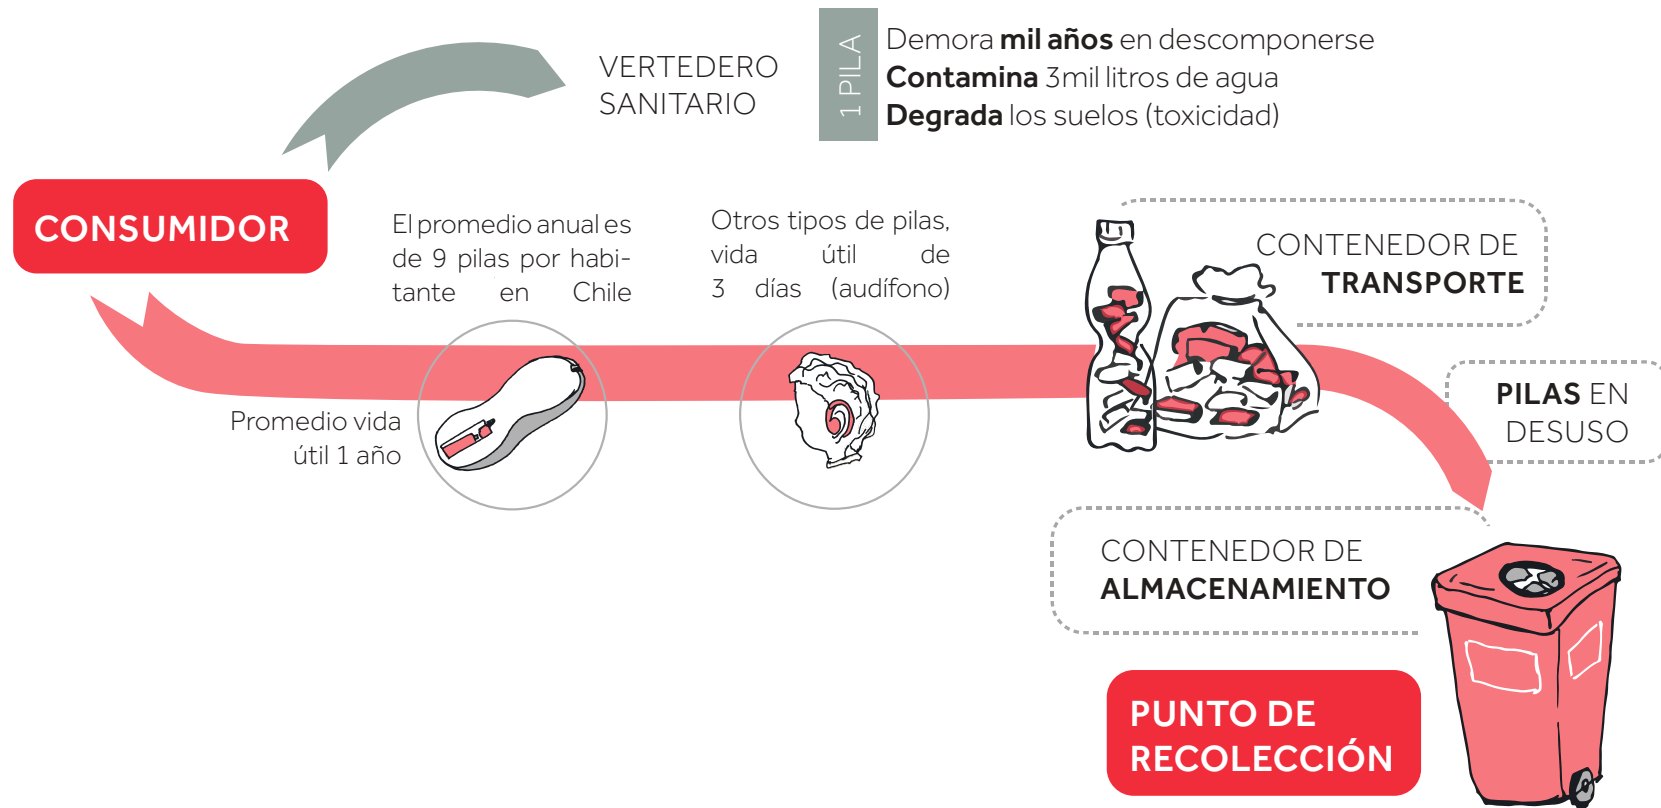 VERTEDERO
SANITARIO
1 PILA
Demora mil años en descomponerse
Contamina 3mil litros de agua
Degrada los suelos (toxicidad)
CONSUMIDOR
El promedio anual es
de 9 pilas por habi-
tante en Chile
Otros tipos de pilas,
vida útil de
3 días (audífono)
CONTENEDOR DE
TRANSPORTE
Promedio vida
útil 1 año
PILAS EN
DESUSO
CONTENEDOR DE
ALMACENAMIENTO
PUNTO DE
RECOLECCIÓN